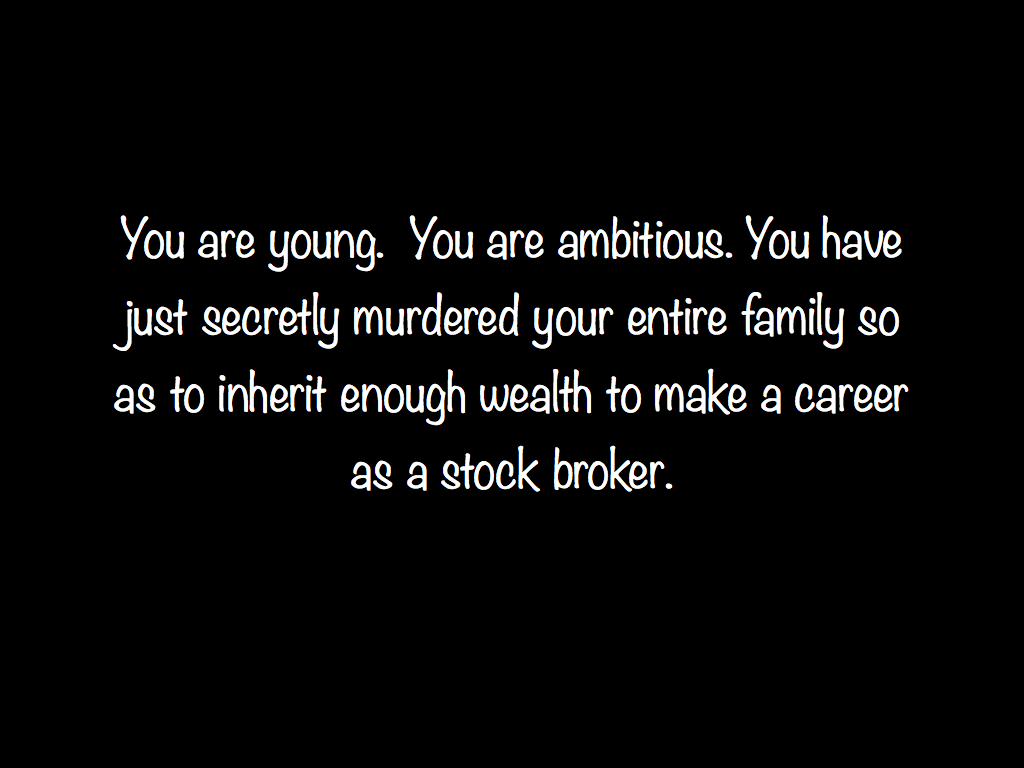 You are young.  You are ambitious. You have
just secretly murdered your entire family so
as to inherit enough wealth to make a career
as a stock broker.